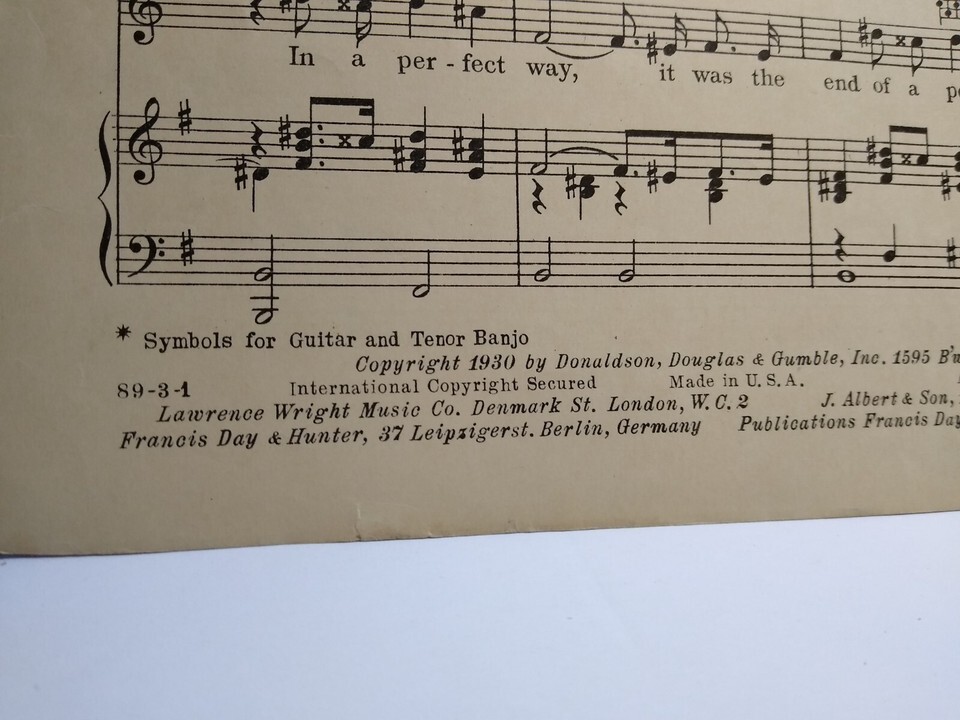 In a per - fect way, it was the end of a
* Symbols for Guitar and Tenor Banjo
Copyright 1930 by Donaldson, Douglas & Gumble, Inc. 1595
89-3-1 International Copyright Secured Made in U. S. A.
Lawrence Wright Music Co. Denmark St. London, W. C. 2 J. Albert & Son,
Francis Day & Hunter, 37 Leipzigerst. Berlin, Germany Publications Francis Day